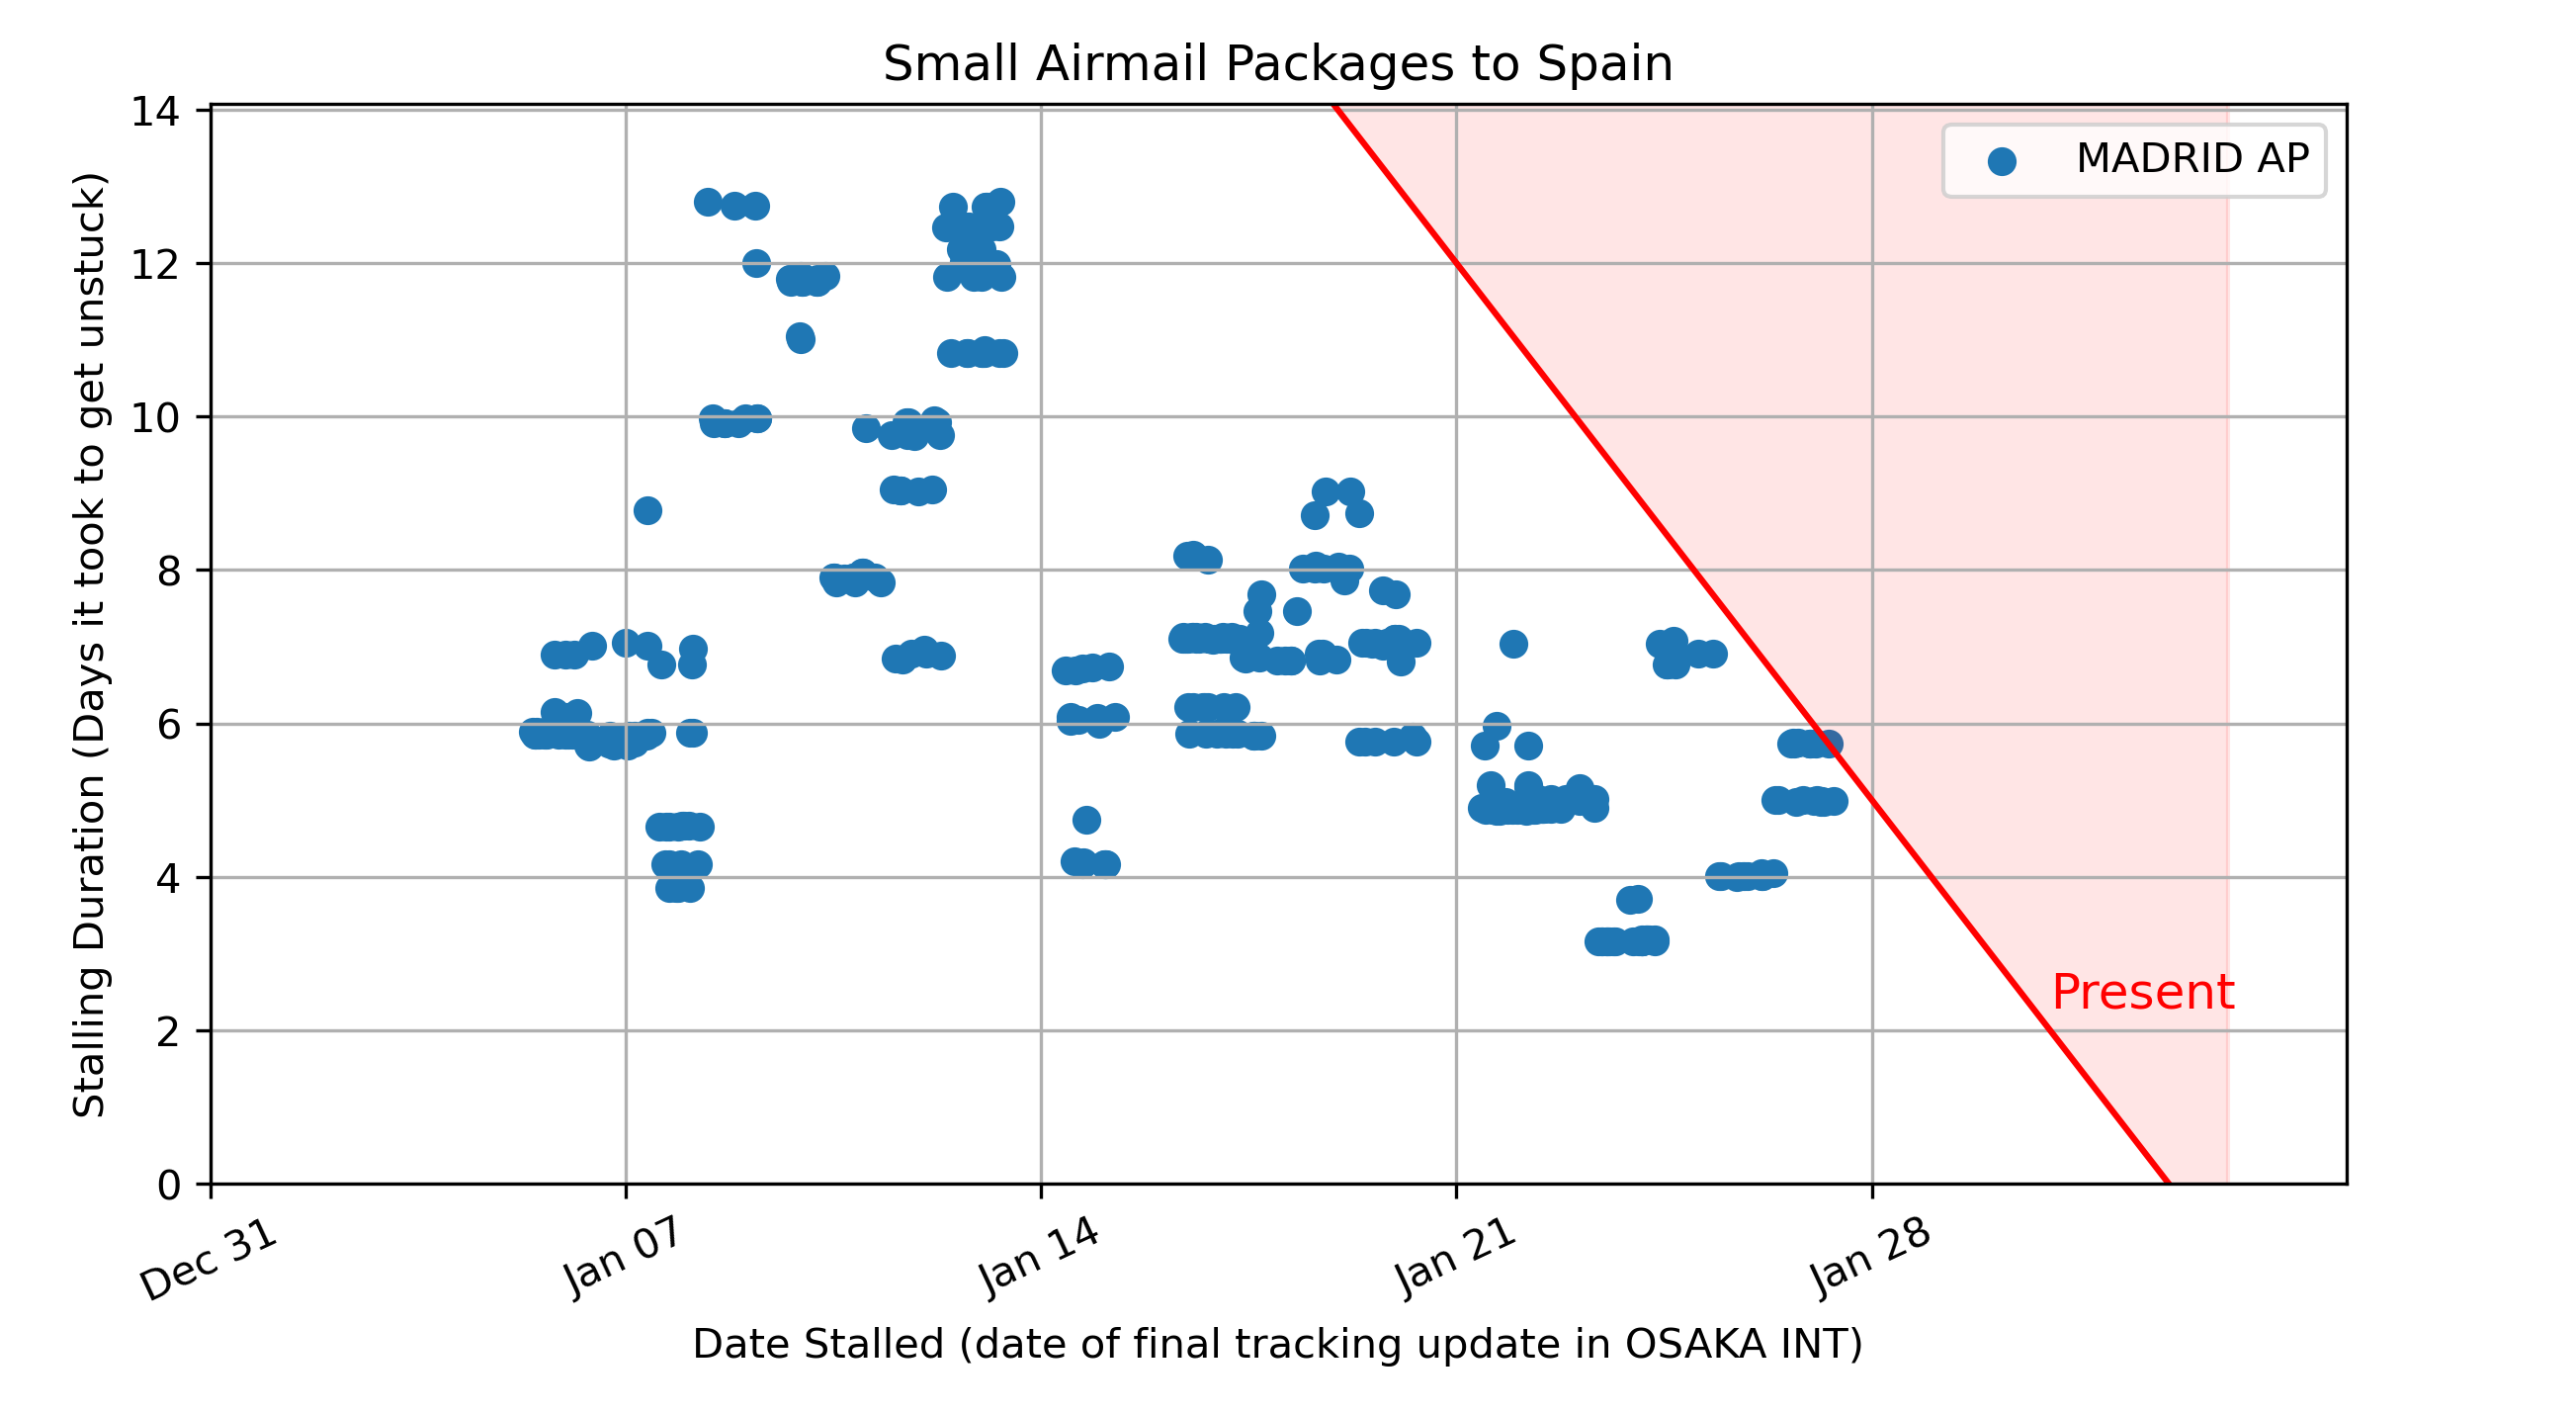 Small Airmail Packages to Spain
MADRID AP
Stalling Duration (Days it took to get unstuck)
14
12
10
8
6
4
2
0
Present
Dec 31
Jan 07
Jan 14
Jan 21
Jan 28
Date Stalled (date of final tracking update in OSAKA INT)